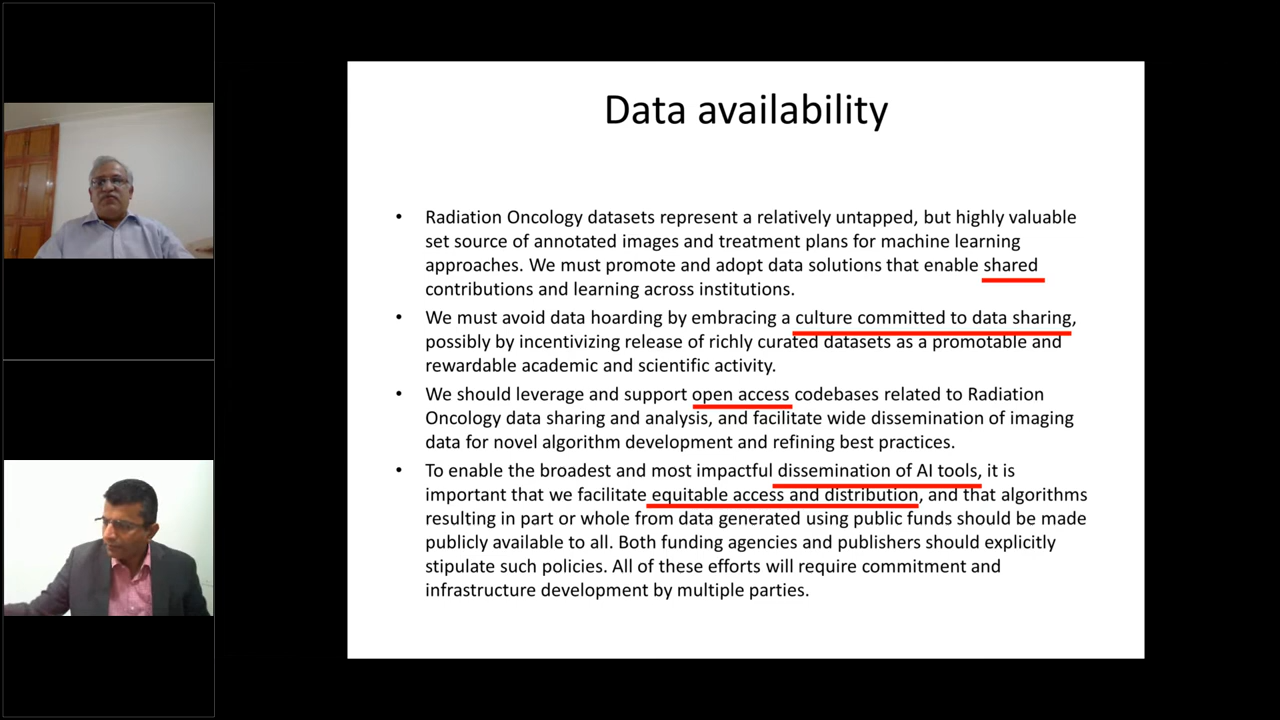 Data availability
• Radiation Oncology datasets represent a relatively untapped, but highly valuable
set source of annotated images and treatment plans for machine learning
approaches. We must promote and adopt data solutions that enable shared
contributions and learning across institutions.
• We must avoid data hoarding by embracing a culture committed to data sharing,
possibly by incentivizing release of richly curated datasets as a promotable and
rewardable academic and scientific activity.
• We should leverage and support open access codebases related to Radiation
Oncology data sharing and analysis, and facilitate wide dissemination of imaging
data for novel algorithm development and refining best practices.
• To enable the broadest and most impactful dissemination of AI tools, it is
important that we facilitate equitable access and distribution, and that algorithms
resulting in part or whole from data generated using public funds should be made
publicly available to all. Both funding agencies and publishers should explicitly
stipulate such policies. All of these efforts will require commitment and
infrastructure development by multiple parties.